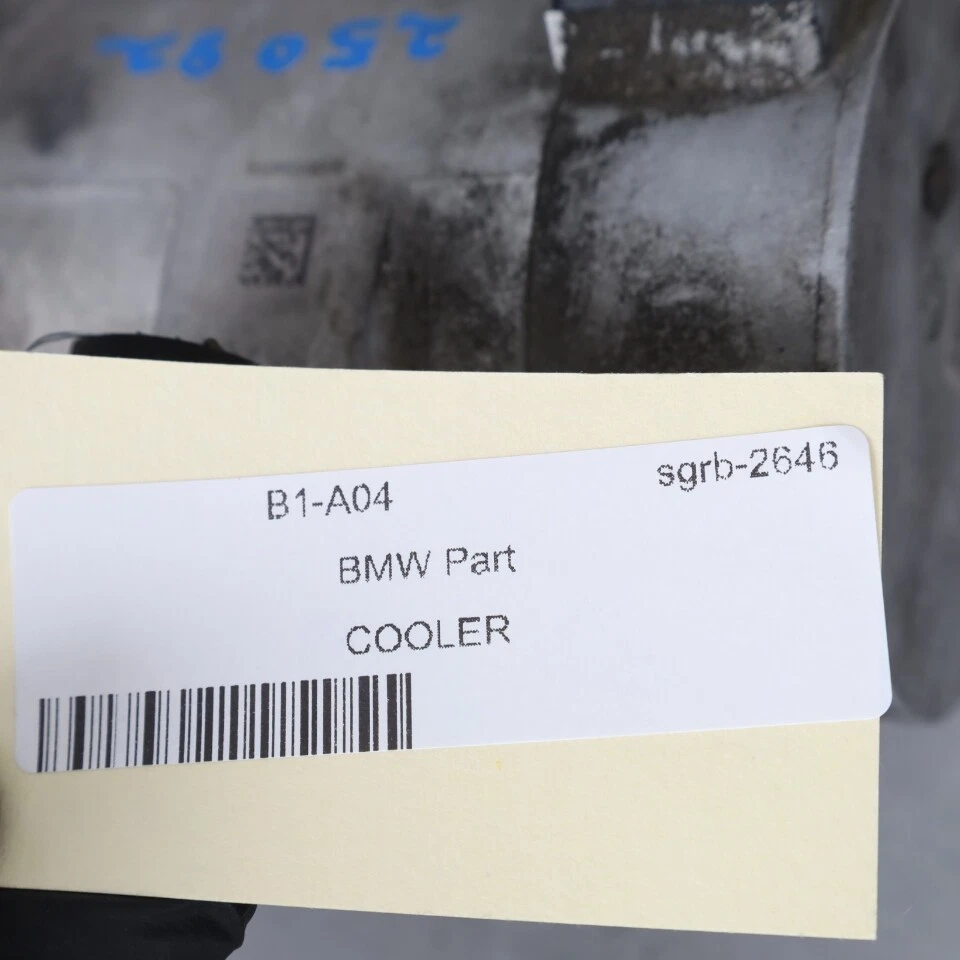 B1-A04 sgrb-2646
BMW Part
COOLER